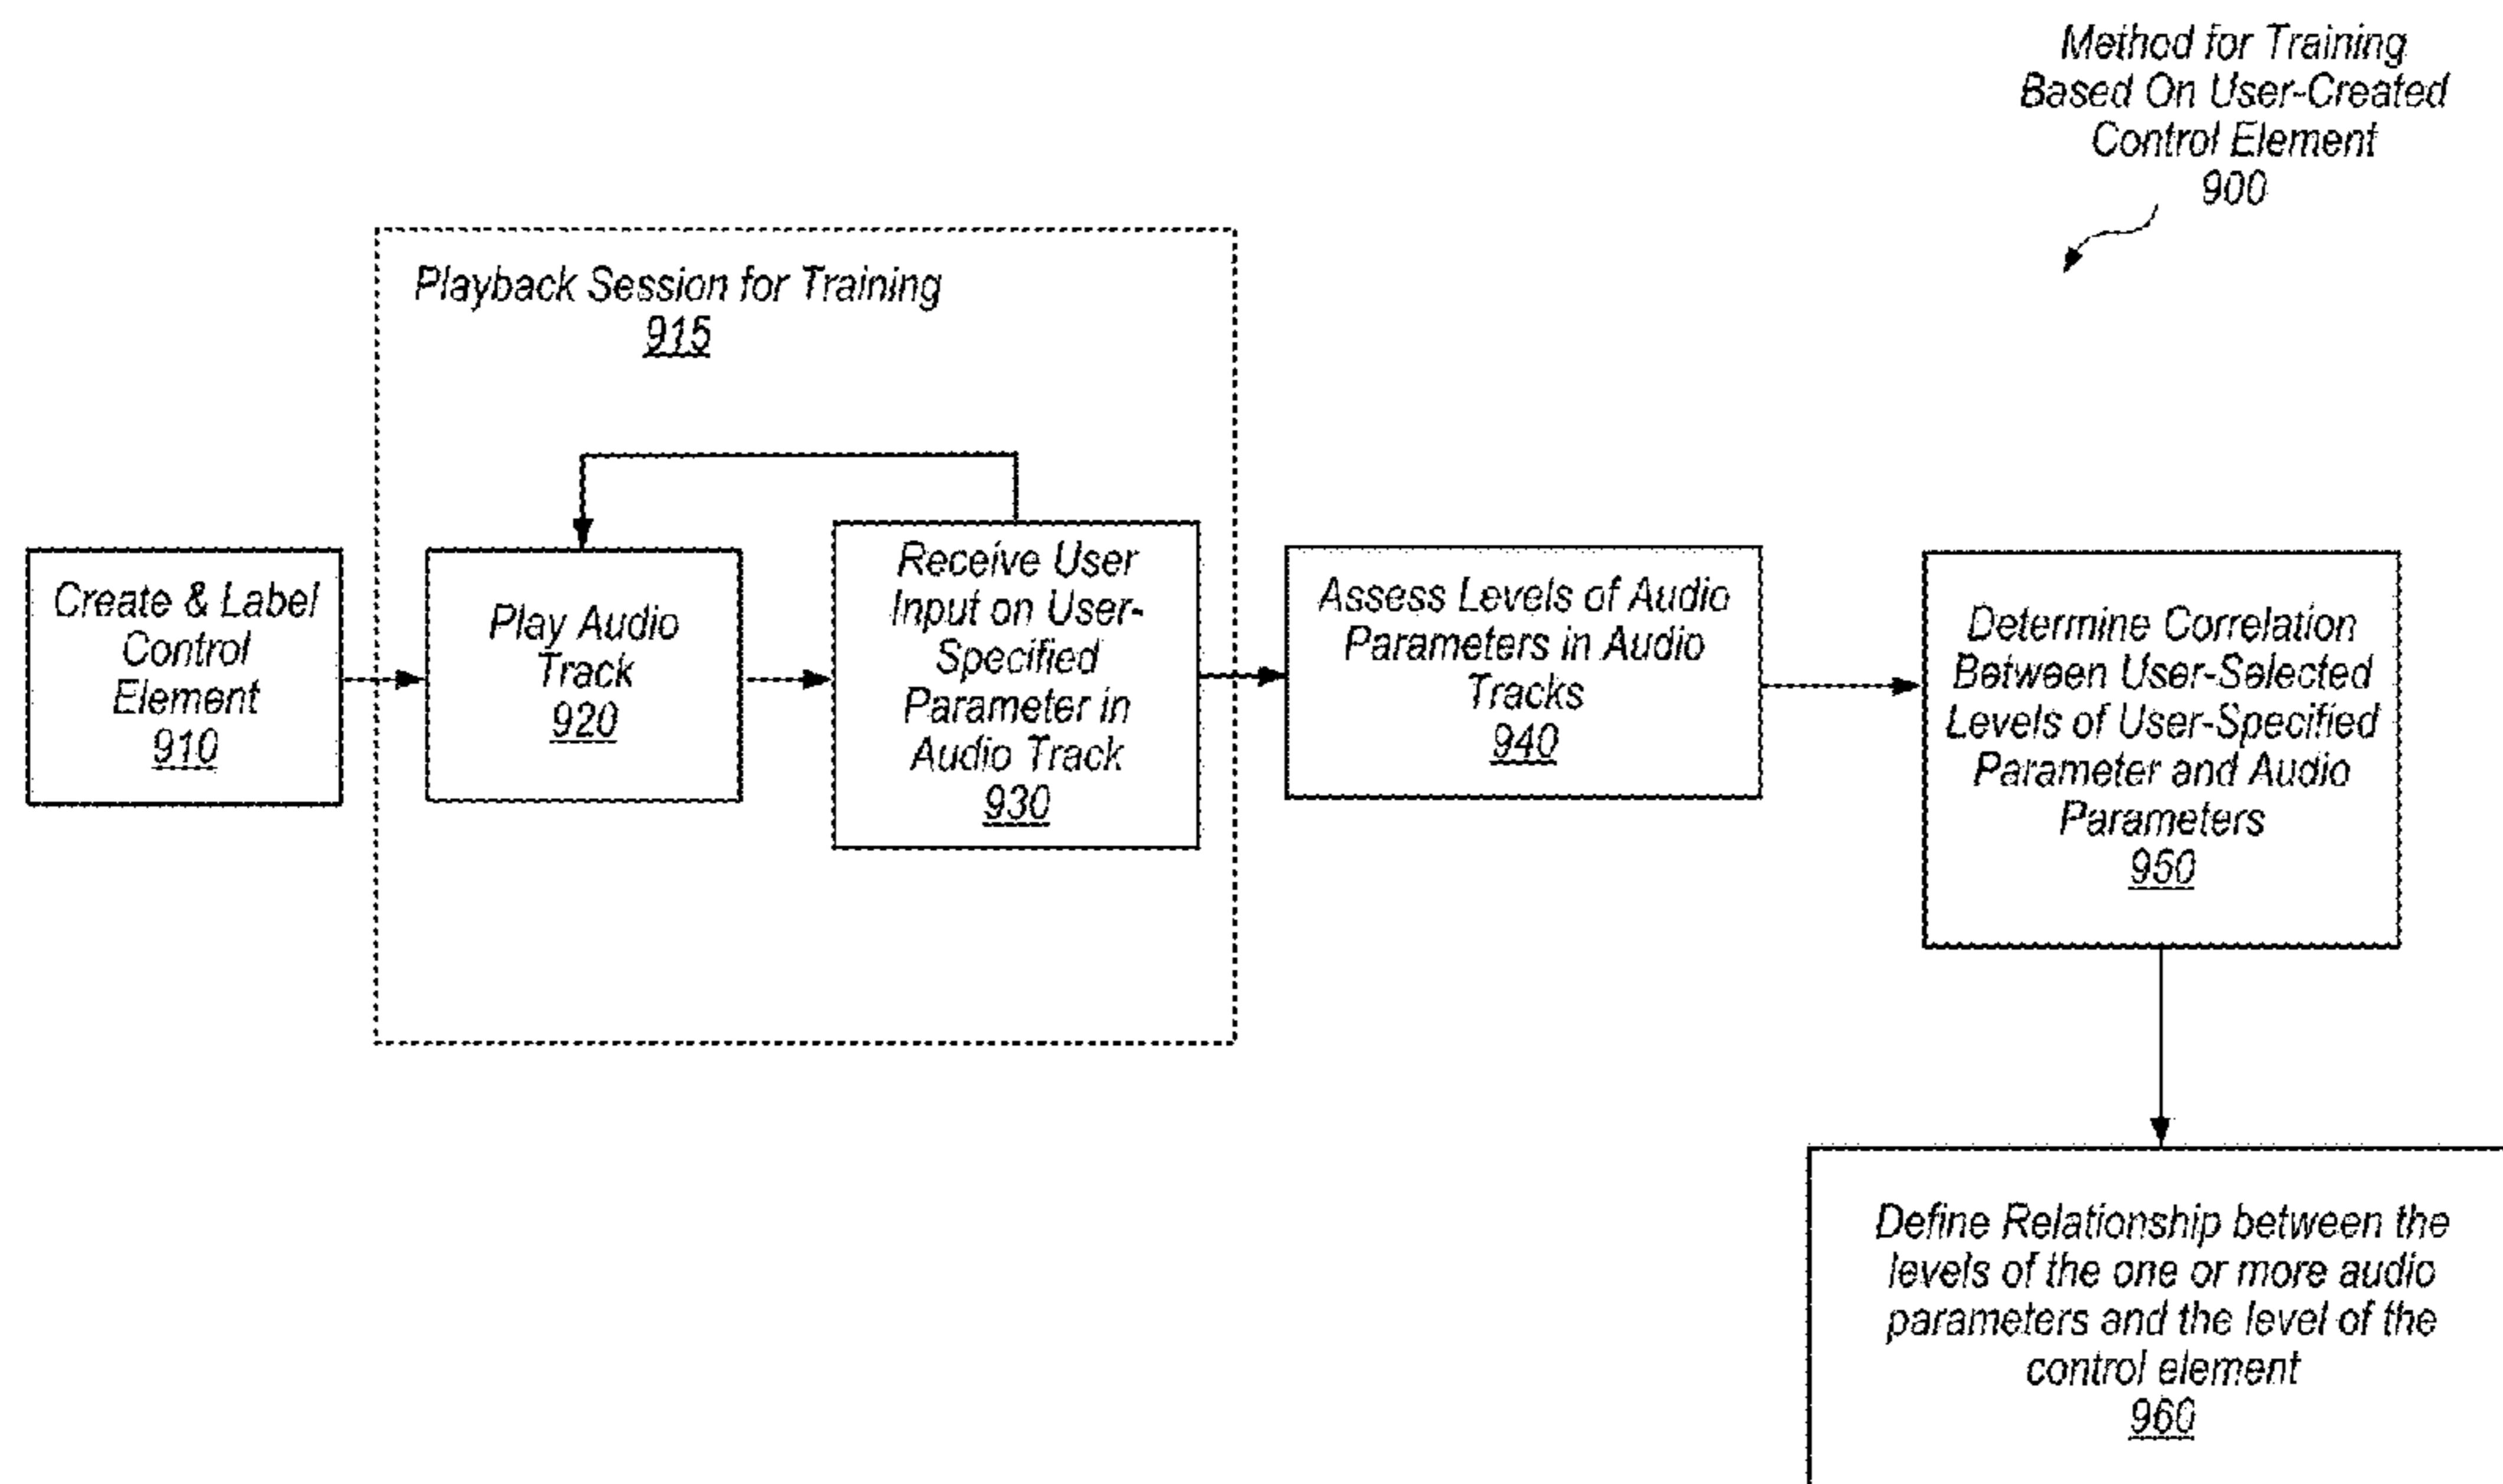 Method for Training
Based On User-Created
Control Element
900
Playback Session for Training
915
Create & Label
Control
Element
910
Play Audio
Track
920
Receive User
Input on User-
Specified
Parameter in
Audio Track
930
Assess Levels of Audio
Parameters in Audio
Tracks
940
Determine Correlation
Between User-Selected
Levels of User-Specified
Parameter and Audio
Parameters
950
Define Relationship between the
levels of the one or more audio
parameters and the level of the
control element
960